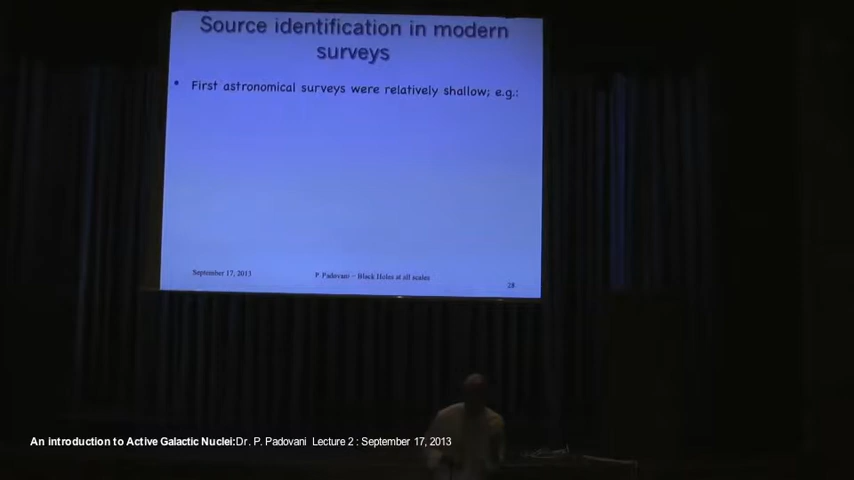 Source identification in modern
surveys
• First astronomical surveys were relatively shallow; e.g.:
September 17, 2013
P. Padovani – Black Holes at all scales
28
An introduction to Active Galactic Nuclei:Dr. P. Padovani Lecture 2 : September 17, 2013